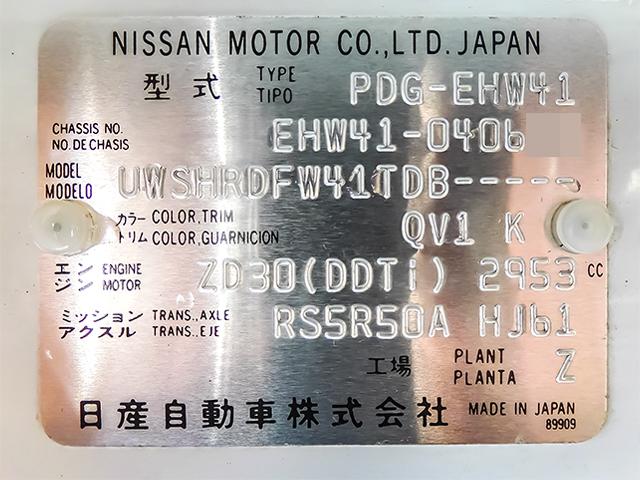 NISSAN MOTOR CO.,LTD. JAPAN
型式 TYPE TIPO PDG-EHW41
CHASSIS NO. NO. DE CHASIS EHW41-0406
MODEL MODELO UWSHRDFW41TDB-----
カラー COLOR,TRIM
トリム COLOR,GUARNICION QV1 K
エンジン ENGINE MOTOR ZD30(DDTi) 2953 CC
ミッション TRANS.,AXLE
アクスル TRANS.,EJE RS5R50A HJ61
工場 PLANT PLANTA Z
日産自動車株式会社 MADE IN JAPAN
89909